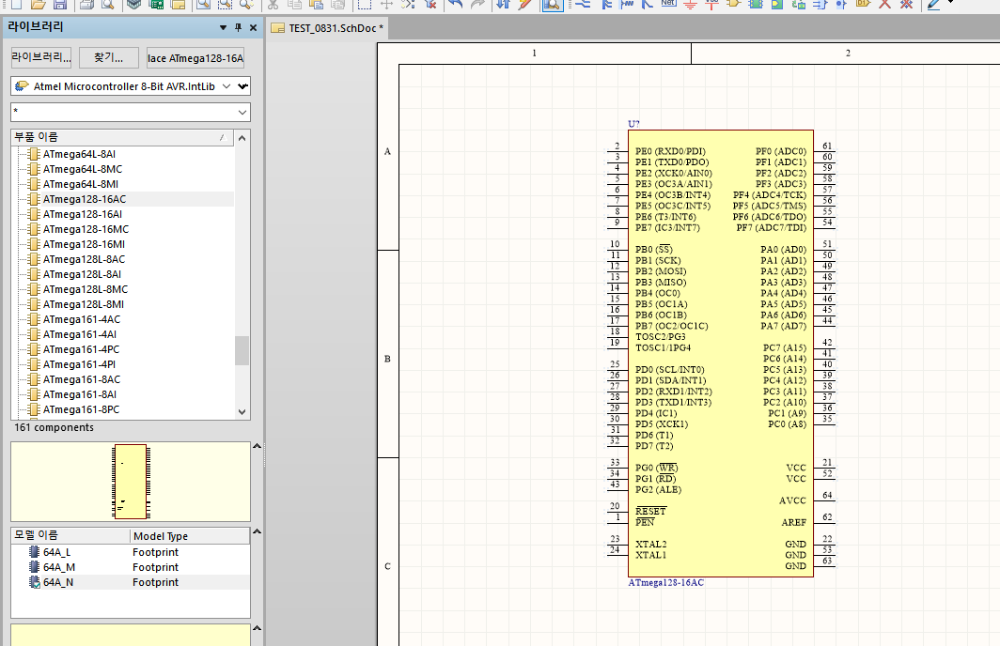 Net
Vcc
D1
라이브러리
TEST_0831.SchDoc *
라이브러리...
찾기...
lace ATmega128-16A
Atmel Microcontroller 8-Bit AVR.IntLib
*
부품 이름
ATmega64L-8AI
ATmega64L-8MC
ATmega64L-8MI
ATmega128-16AC
ATmega128-16AI
ATmega128-16MC
ATmega128-16MI
ATmega128L-8AC
ATmega128L-8AI
ATmega128L-8MC
ATmega128L-8MI
ATmega161-4AC
ATmega161-4AI
ATmega161-4PC
ATmega161-4PI
ATmega161-8AC
ATmega161-8AI
ATmega161-8PC
161 components
모델 이름 Model Type
64A_L Footprint
64A_M Footprint
64A_N Footprint
1 2
A
B
C
U?
2 PE0 (RXD0/PDI) PF0 (ADC0) 61
3 PE1 (TXD0/PDO) PF1 (ADC1) 60
4 PE2 (XCK0/AIN0) PF2 (ADC2) 59
5 PE3 (OC3A/AIN1) PF3 (ADC3) 58
6 PE4 (OC3B/INT4) PF4 (ADC4/TCK) 57
7 PE5 (OC3C/INT5) PF5 (ADC5/TMS) 56
8 PE6 (T3/INT6) PF6 (ADC6/TDO) 55
9 PE7 (IC3/INT7) PF7 (ADC7/TDI) 54
10 PB0 (SS) PA0 (AD0) 51
11 PB1 (SCK) PA1 (AD1) 50
12 PB2 (MOSI) PA2 (AD2) 49
13 PB3 (MISO) PA3 (AD3) 48
14 PB4 (OC0) PA4 (AD4) 47
15 PB5 (OC1A) PA5 (AD5) 46
16 PB6 (OC1B) PA6 (AD6) 45
17 PB7 (OC2/OC1C) PA7 (AD7) 44
18 TOSC2/PG3
19 TOSC1/1PG4 PC7 (A15) 42
PC6 (A14) 41
25 PD0 (SCL/INT0) PC5 (A13) 40
26 PD1 (SDA/INT1) PC4 (A12) 39
27 PD2 (RXD1/INT2) PC3 (A11) 38
28 PD3 (TXD1/INT3) PC2 (A10) 37
29 PD4 (IC1) PC1 (A9) 36
30 PD5 (XCK1) PC0 (A8) 35
31 PD6 (T1)
32 PD7 (T2)
33 PG0 (WR) VCC 21
34 PG1 (RD) VCC 52
43 PG2 (ALE)
AVCC 64
20 RESET
1 PEN AREF 62
23 XTAL2 GND 22
24 XTAL1 GND 53
GND 63
ATmega128-16AC